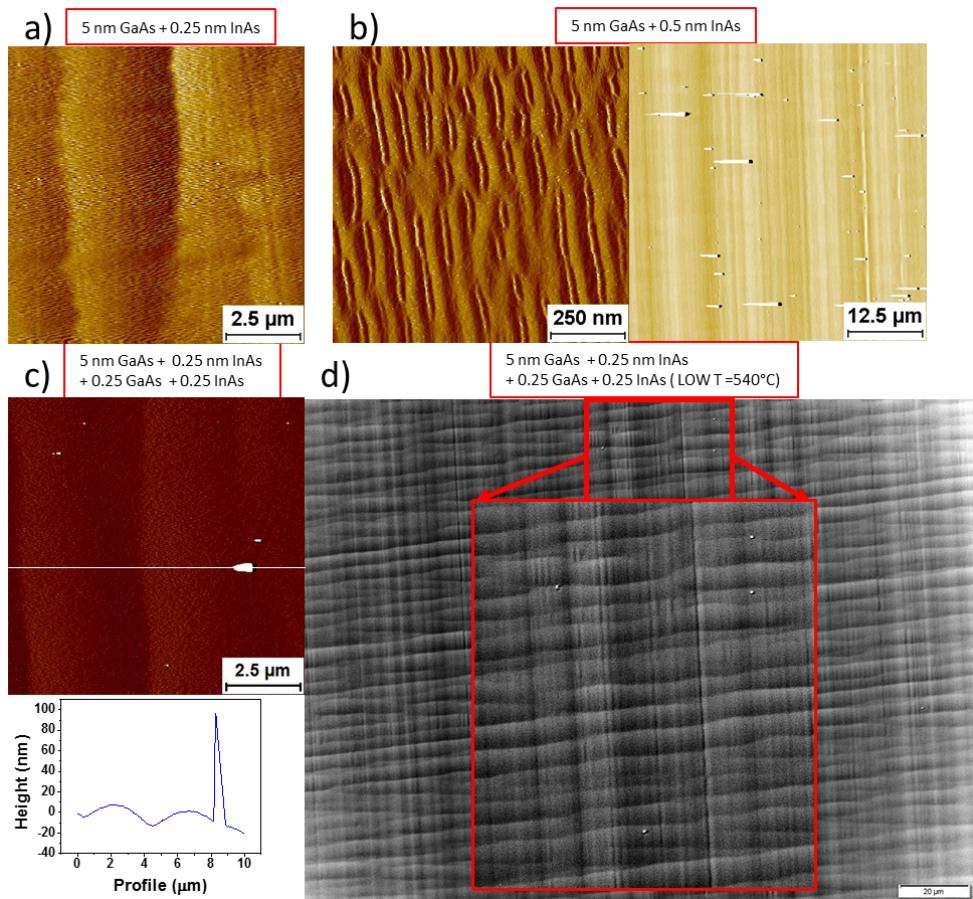 a)
5 nm GaAs + 0.25 nm InAs
b)
5 nm GaAs + 0.5 nm InAs
2.5 µm
250 nm
12.5 µm
c)
5 nm GaAs + 0.25 nm InAs
+ 0.25 GaAs + 0.25 InAs
d)
5 nm GaAs + 0.25 nm InAs
+ 0.25 GaAs + 0.25 InAs ( LOW T =540°C)
2.5 µm
100
80
60
40
20
0
-20
-40
Height (nm)
0 2 4 6 8 10
Profile (µm)
20 µm